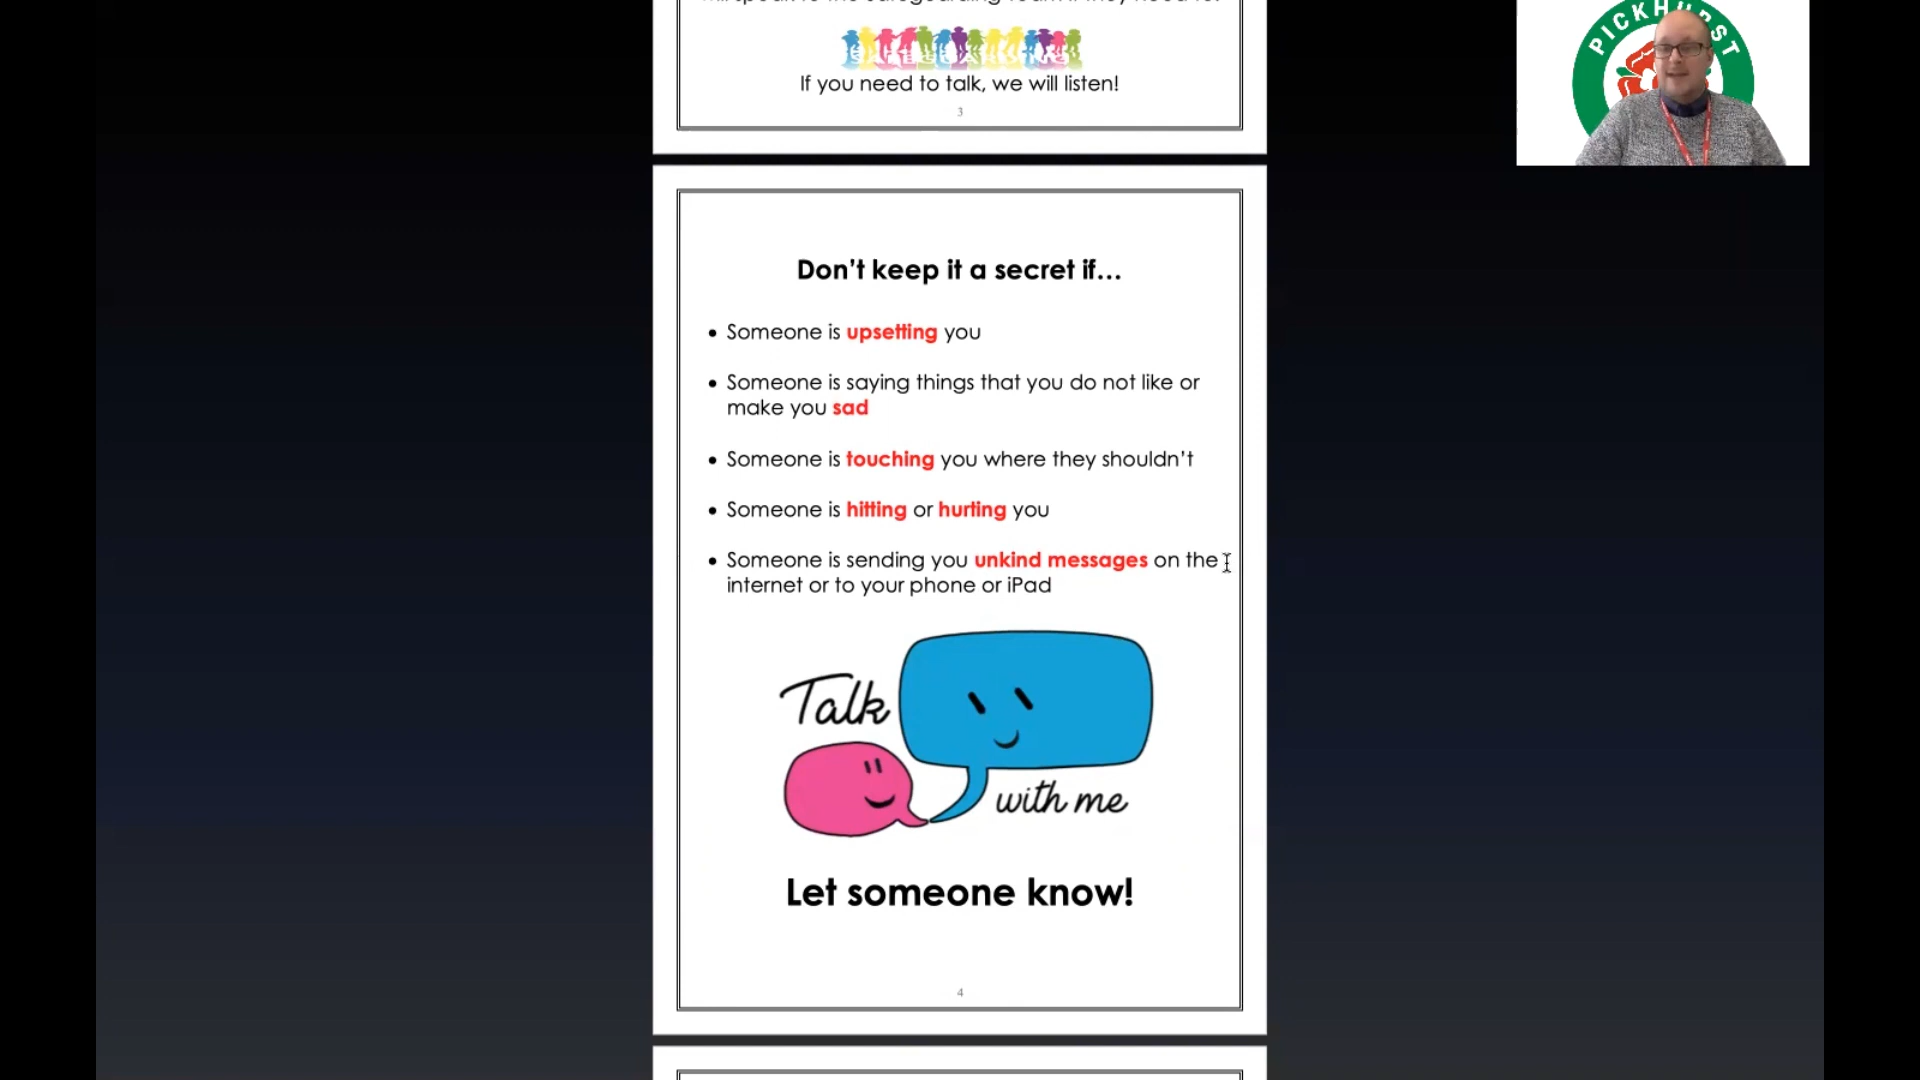 If you need to talk, we will listen!
3
PICKHURST
Don't keep it a secret if…
• Someone is upsetting you
• Someone is saying things that you do not like or
make you sad
• Someone is touching you where they shouldn't
• Someone is hitting or hurting you
• Someone is sending you unkind messages on the
internet or to your phone or iPad
Talk
with me
Let someone know!
4